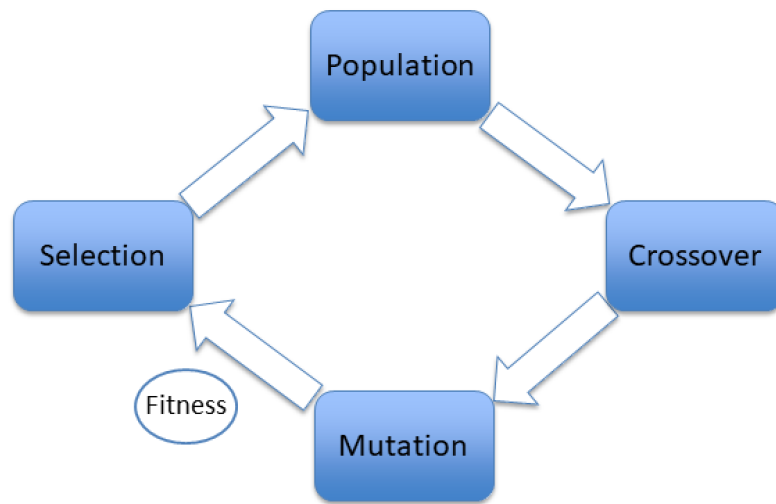 Population
Selection
Crossover
Fitness
Mutation